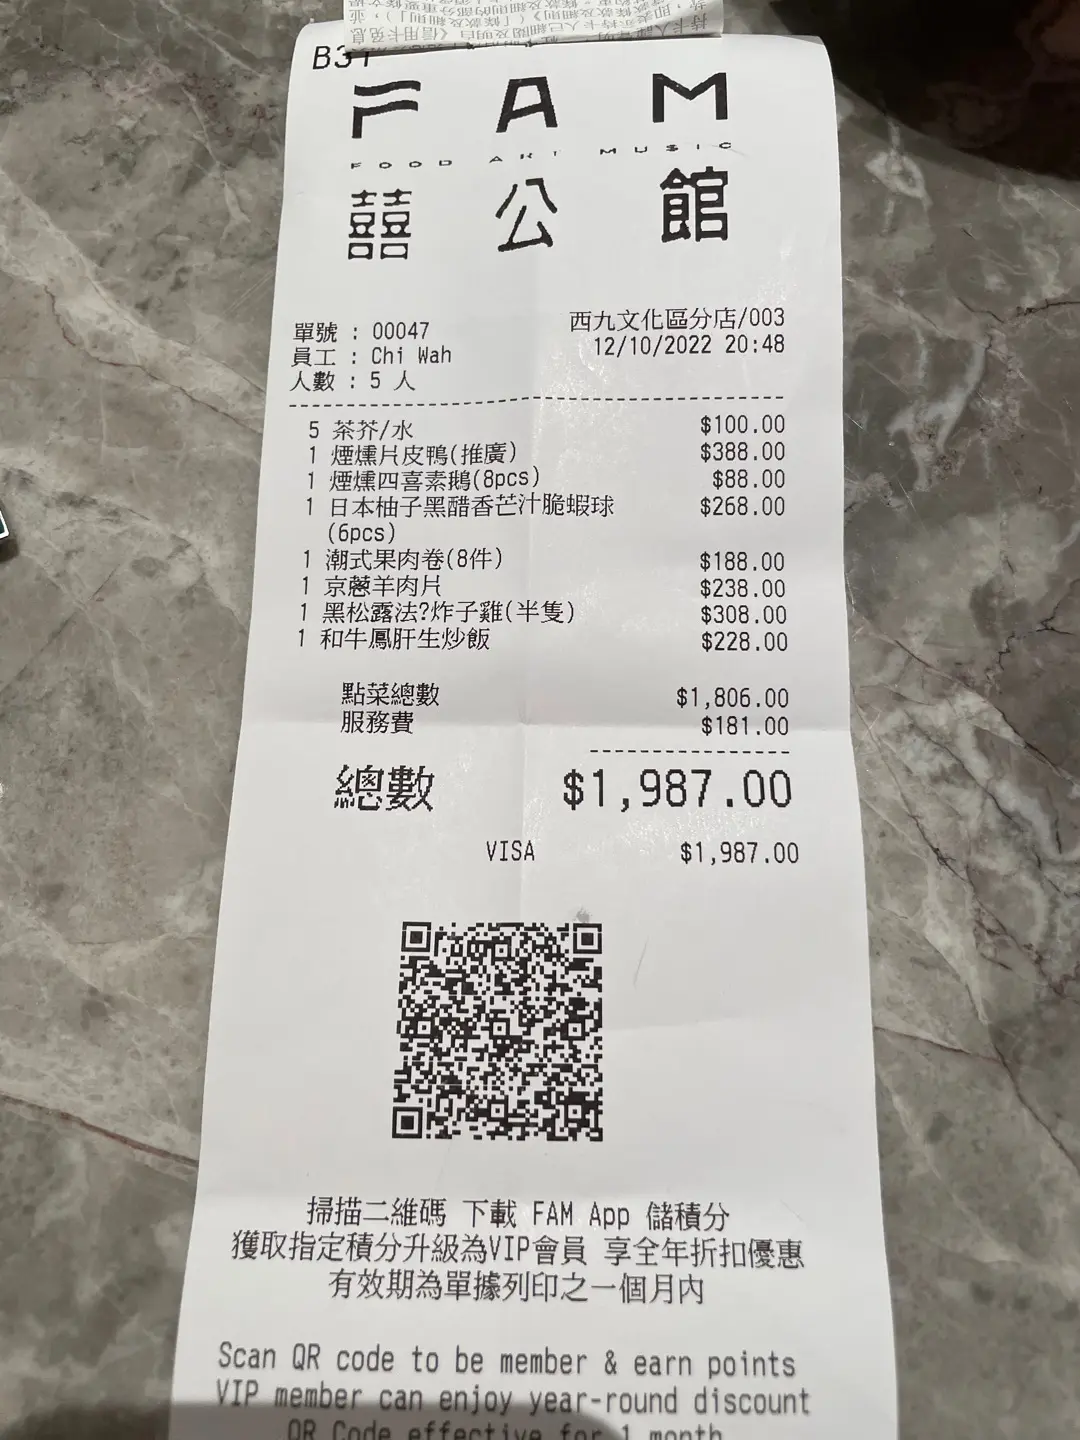 B31
FAM
FOOD ART MUSIC
囍公館
單號 : 00047
西九文化區分店/003
員工 : Chi Wah
12/10/2022 20:48
人數 : 5 人
5 茶芥/水 $100.00
1 煙燻片皮鴨(推廣) $388.00
1 煙燻四喜素鵝(8pcs) $88.00
1 日本柚子黑醋香芒汁脆蝦球 $268.00
(6pcs)
1 潮式果肉卷(8件) $188.00
1 京蔥羊肉片 $238.00
1 黑松露法?炸子雞(半隻) $308.00
1 和牛鳳肝生炒飯 $228.00
點菜總數 $1,806.00
服務費 $181.00
總數 $1,987.00
VISA $1,987.00
掃描二維碼 下載 FAM App 儲積分
獲取指定積分升級為VIP會員 享全年折扣優惠
有效期為單據列印之一個月內
Scan QR code to be member & earn points
VIP member can enjoy year-round discount
QR Code effective for 1 month